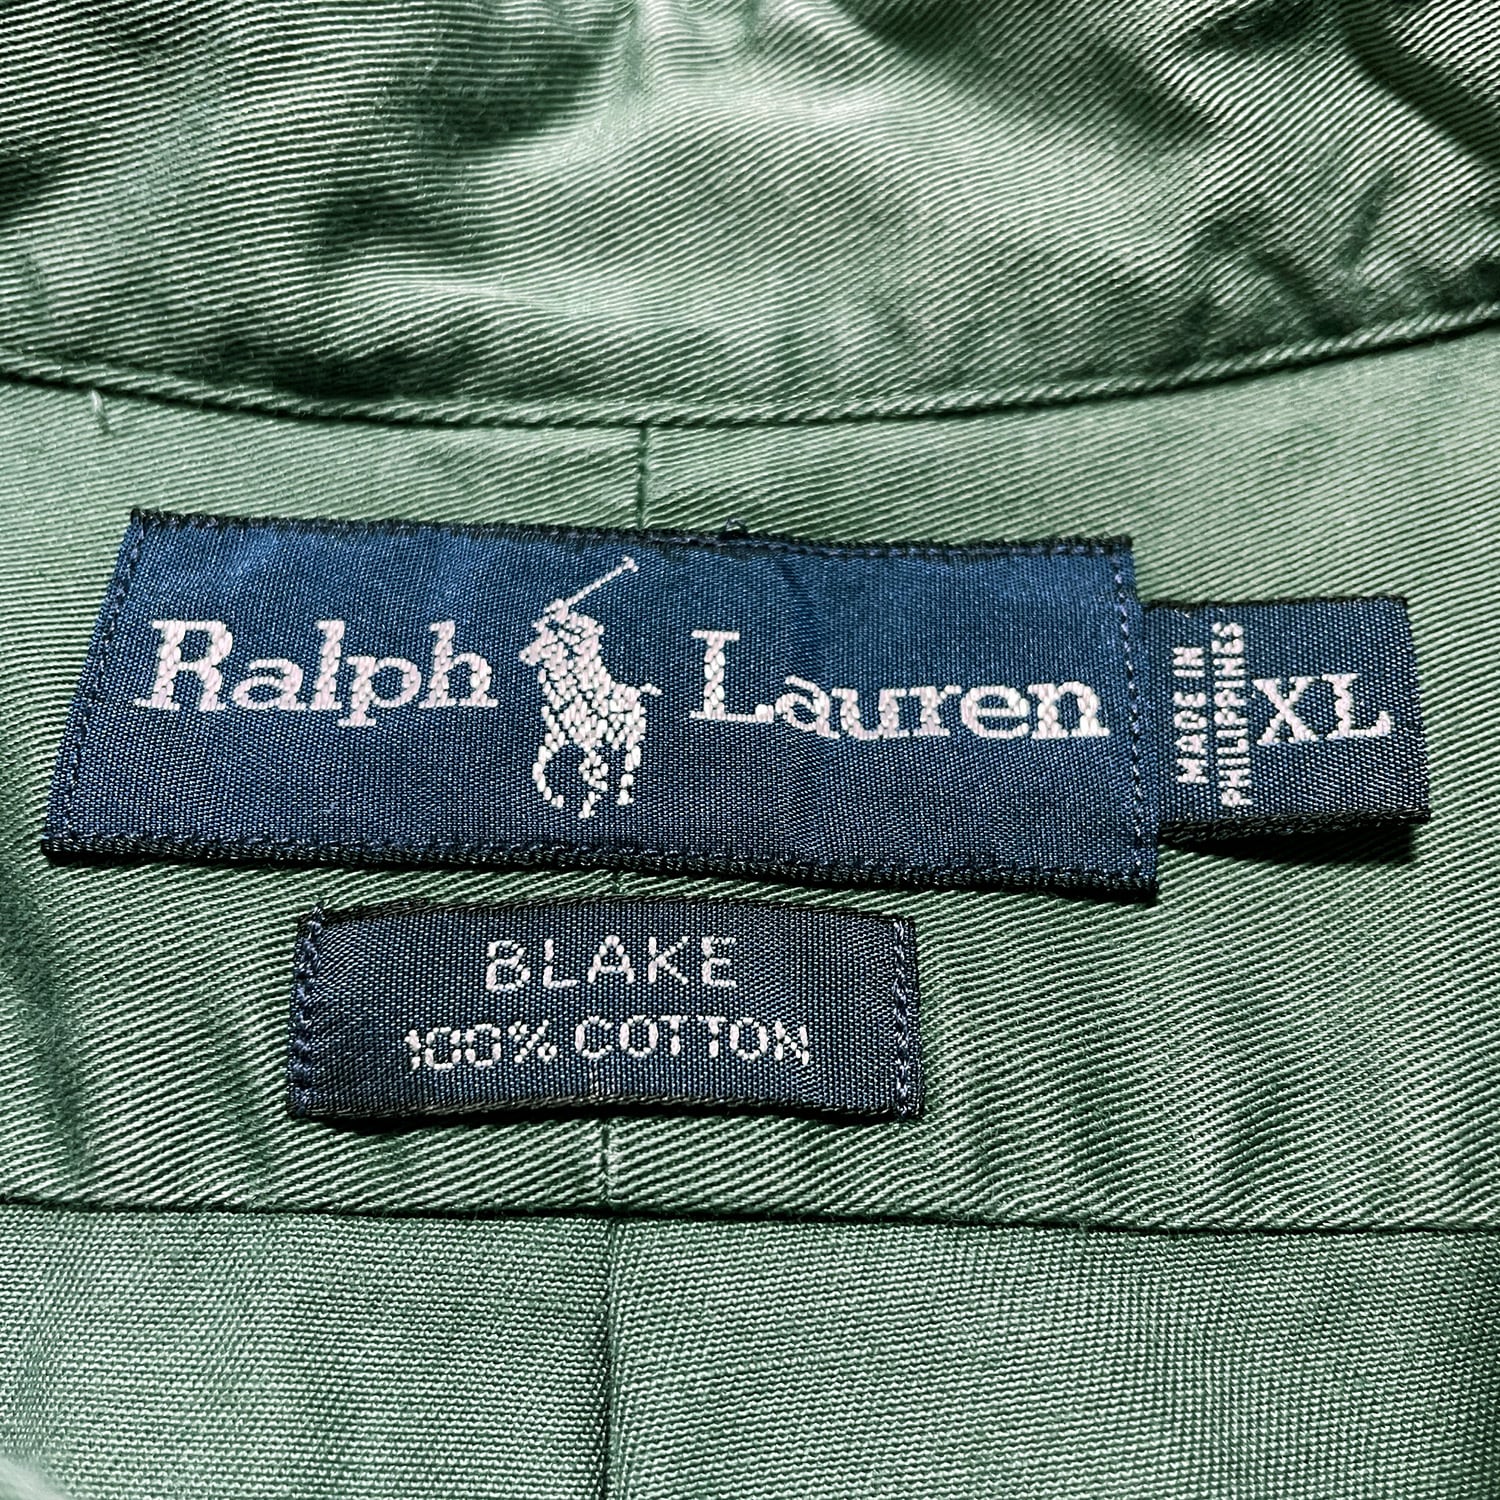 Ralph Lauren
MADE IN
PHILIPPINES
XL
BLAKE
100% COTTON